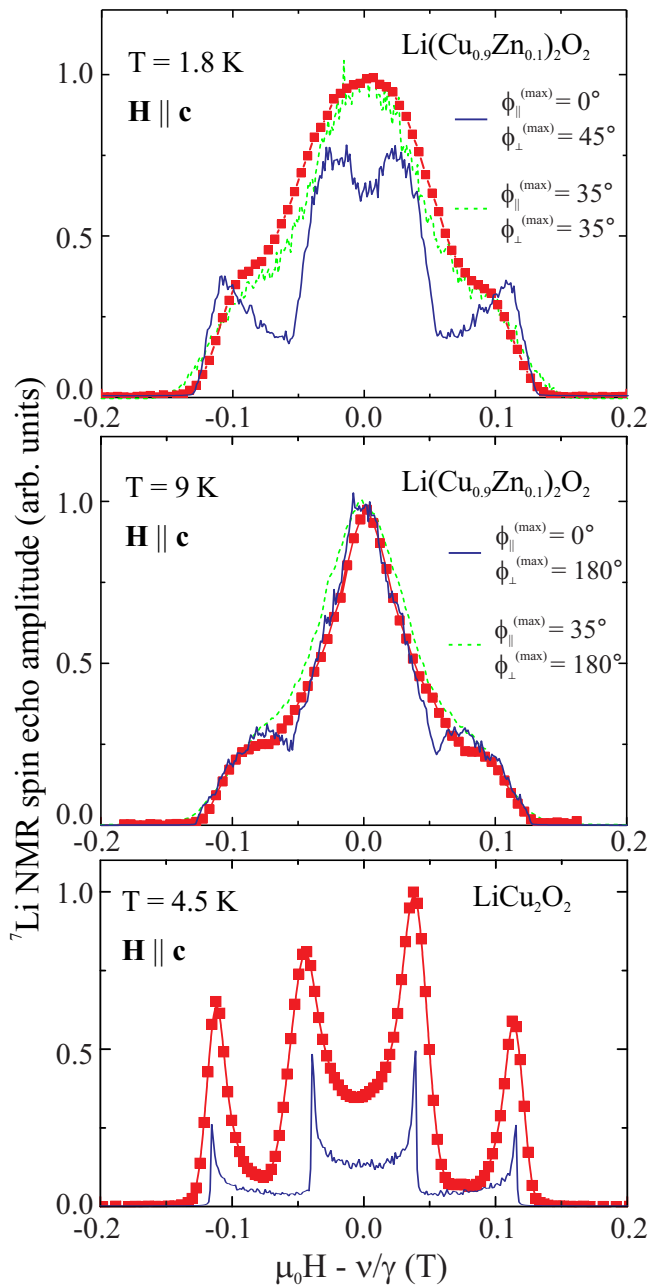 ⁷Li NMR spin echo amplitude (arb. units)
T = 1.8 K
Li(Cu₀.₉Zn₀.₁)₂O₂
H || c
ϕ||⁽ᵐᵃˣ⁾ = 0°
ϕ⊥⁽ᵐᵃˣ⁾ = 45°
ϕ||⁽ᵐᵃˣ⁾ = 35°
ϕ⊥⁽ᵐᵃˣ⁾ = 35°
1.0
0.5
0.0
-0.2 -0.1 0.0 0.1 0.2
T = 9 K
Li(Cu₀.₉Zn₀.₁)₂O₂
H || c
ϕ||⁽ᵐᵃˣ⁾ = 0°
ϕ⊥⁽ᵐᵃˣ⁾ = 180°
ϕ||⁽ᵐᵃˣ⁾ = 35°
ϕ⊥⁽ᵐᵃˣ⁾ = 180°
1.0
0.5
0.0
-0.2 -0.1 0.0 0.1 0.2
T = 4.5 K
LiCu₂O₂
H || c
1.0
0.5
0.0
-0.2 -0.1 0.0 0.1 0.2
μ₀H - ν/γ (T)